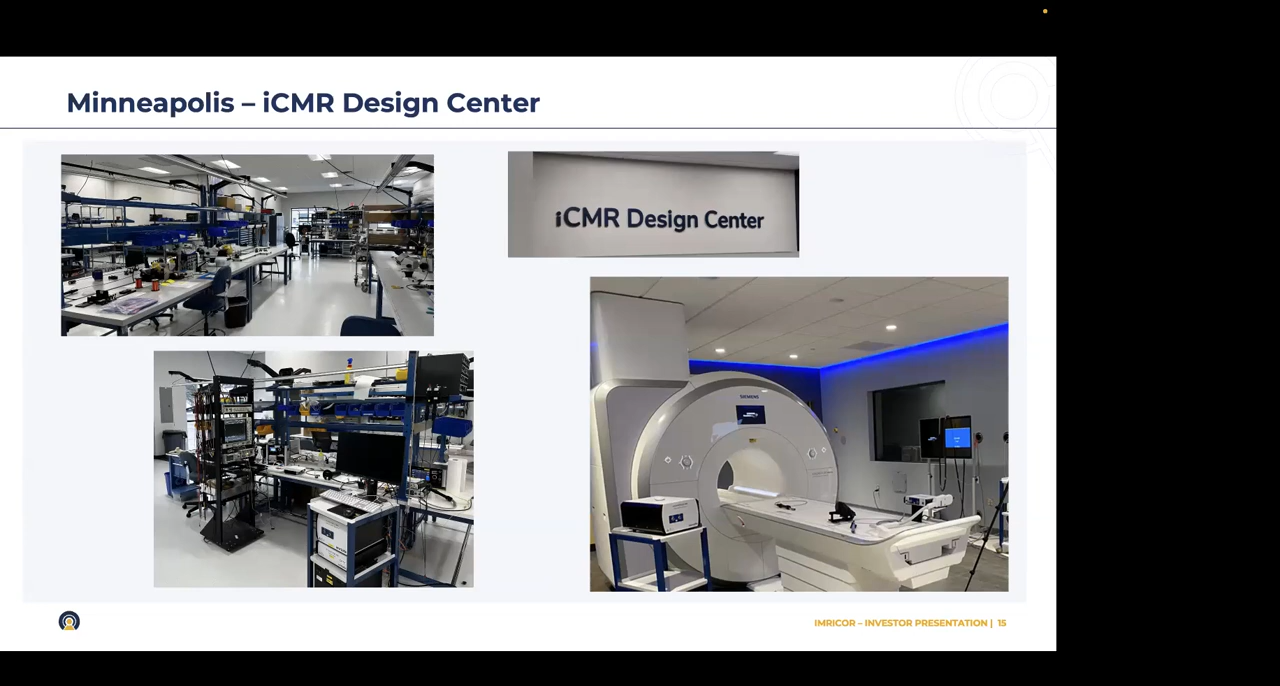 Minneapolis – iCMR Design Center
iCMR Design Center
SIEMENS
IMRICOR – INVESTOR PRESENTATION | 15